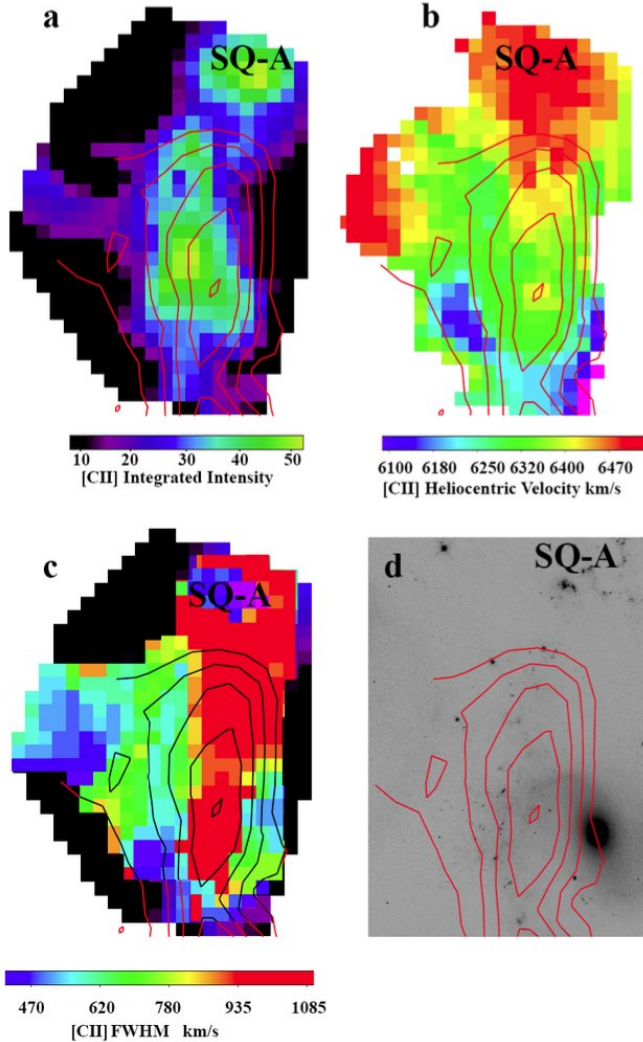 a
SQ-A
b
SQ-A
10 20 30 40 50
[CII] Integrated Intensity
6100 6180 6250 6320 6400 6470
[CII] Heliocentric Velocity km/s
c
SQ-A
d
SQ-A
470 620 780 935 1085
[CII] FWHM km/s